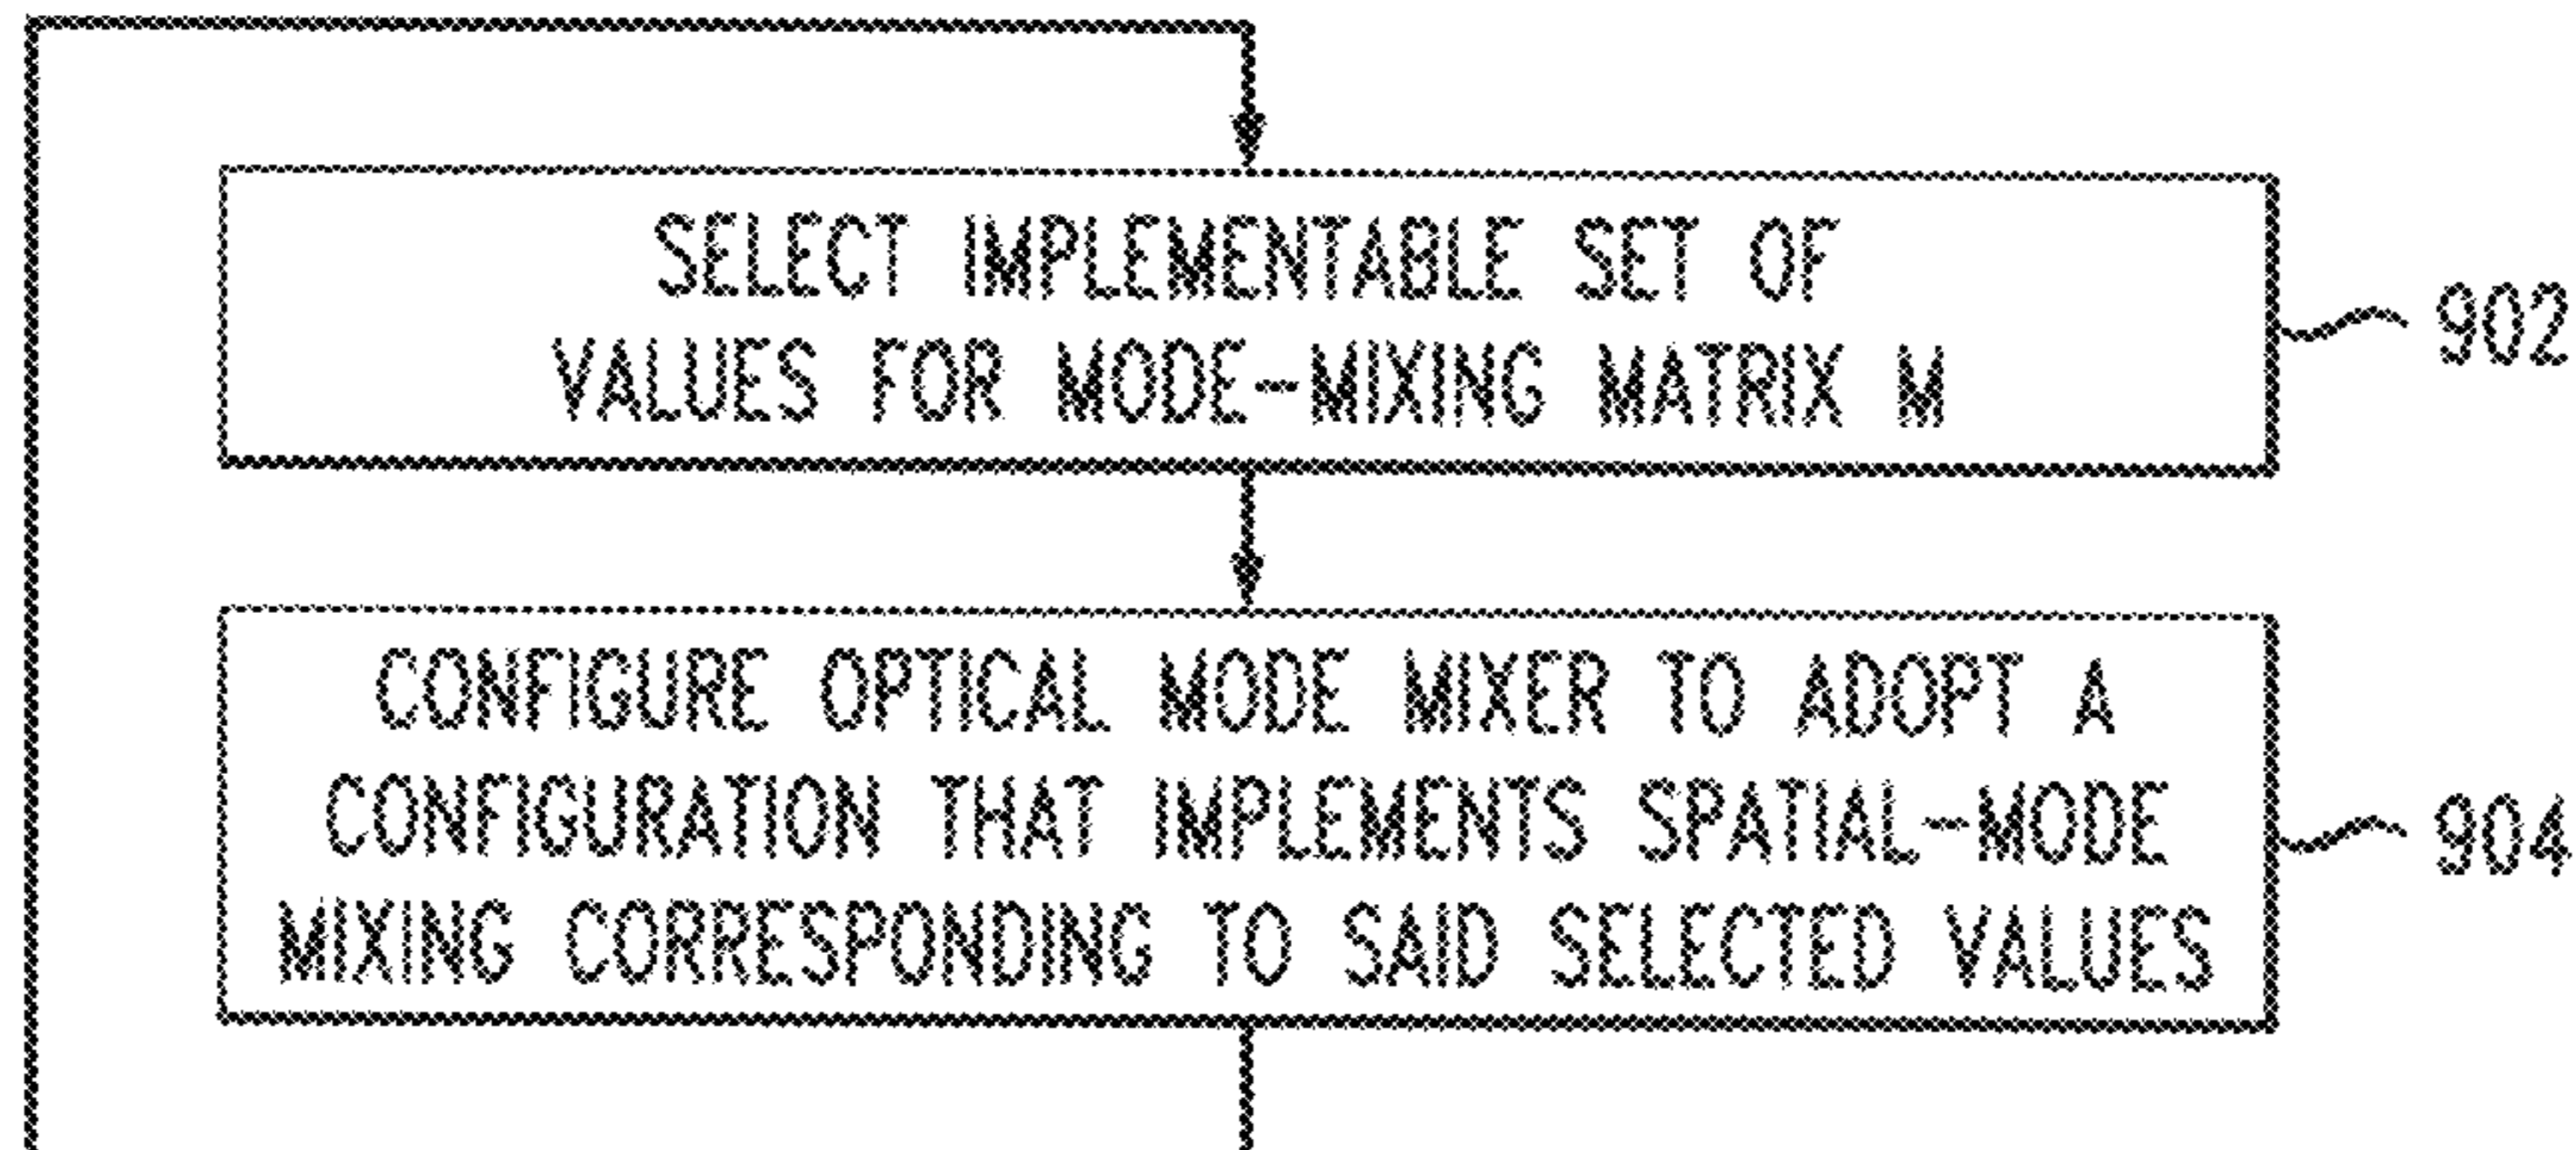 SELECT IMPLEMENTABLE SET OF
VALUES FOR MODE-MIXING MATRIX M
902
CONFIGURE OPTICAL MODE MIXER TO ADOPT A
CONFIGURATION THAT IMPLEMENTS SPATIAL-MODE
MIXING CORRESPONDING TO SAID SELECTED VALUES
904